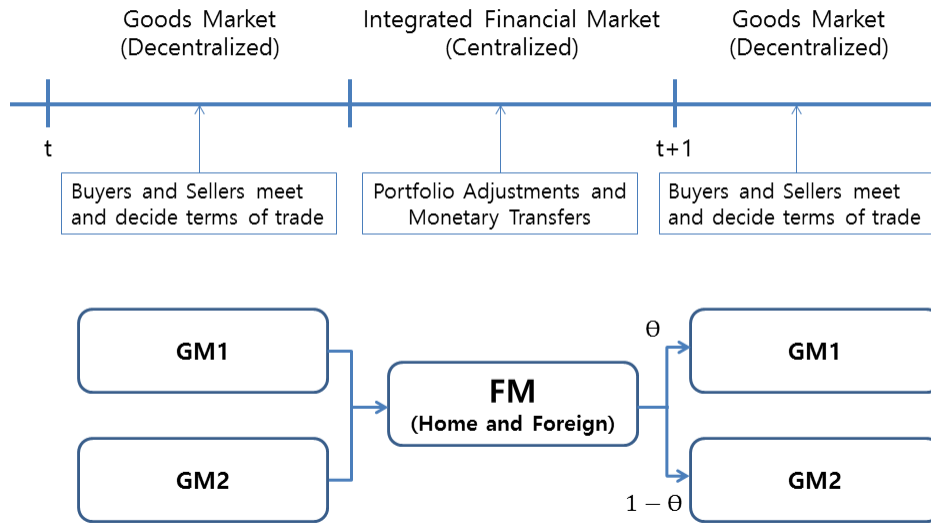 Goods Market
(Decentralized)
Integrated Financial Market
(Centralized)
Goods Market
(Decentralized)
t
t+1
Buyers and Sellers meet
and decide terms of trade
Portfolio Adjustments and
Monetary Transfers
Buyers and Sellers meet
and decide terms of trade
GM1
GM2
FM
(Home and Foreign)
θ
GM1
GM2
1 − θ